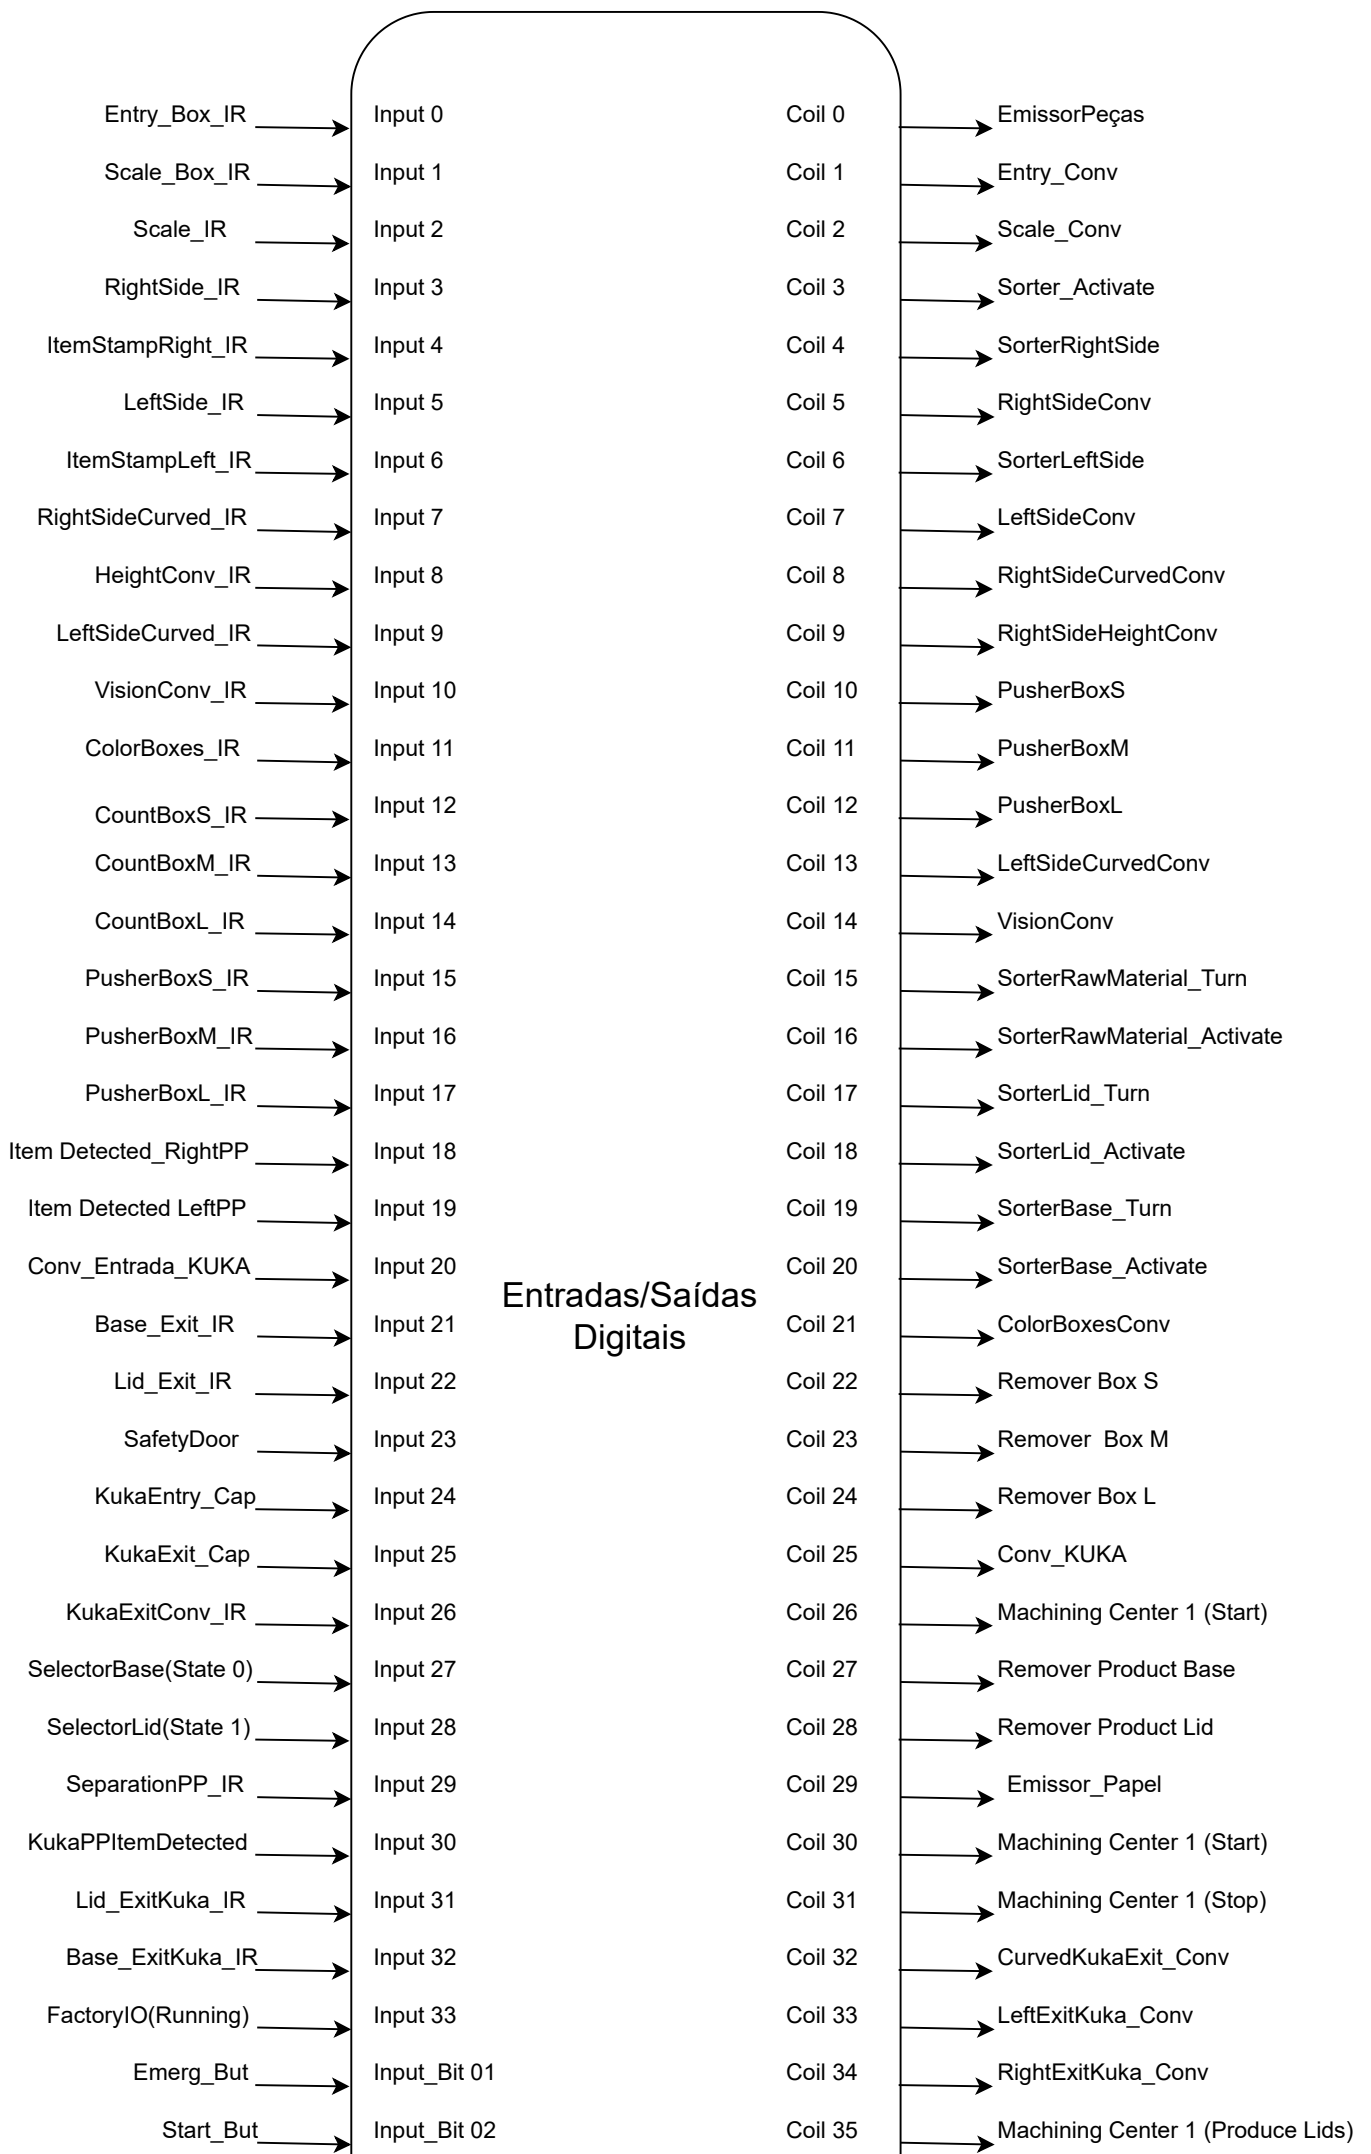 Entry_Box_IR Input 0 Coil 0 EmissorPeças
Scale_Box_IR Input 1 Coil 1 Entry_Conv
Scale_IR Input 2 Coil 2 Scale_Conv
RightSide_IR Input 3 Coil 3 Sorter_Activate
ItemStampRight_IR Input 4 Coil 4 SorterRightSide
LeftSide_IR Input 5 Coil 5 RightSideConv
ItemStampLeft_IR Input 6 Coil 6 SorterLeftSide
RightSideCurved_IR Input 7 Coil 7 LeftSideConv
HeightConv_IR Input 8 Coil 8 RightSideCurvedConv
LeftSideCurved_IR Input 9 Coil 9 RightSideHeightConv
VisionConv_IR Input 10 Coil 10 PusherBoxS
ColorBoxes_IR Input 11 Coil 11 PusherBoxM
CountBoxS_IR Input 12 Coil 12 PusherBoxL
CountBoxM_IR Input 13 Coil 13 LeftSideCurvedConv
CountBoxL_IR Input 14 Coil 14 VisionConv
PusherBoxS_IR Input 15 Coil 15 SorterRawMaterial_Turn
PusherBoxM_IR Input 16 Coil 16 SorterRawMaterial_Activate
PusherBoxL_IR Input 17 Coil 17 SorterLid_Turn
Item Detected_RightPP Input 18 Coil 18 SorterLid_Activate
Item Detected LeftPP Input 19 Coil 19 SorterBase_Turn
Conv_Entrada_KUKA Input 20 Coil 20 SorterBase_Activate
Entradas/Saídas
Digitais
Base_Exit_IR Input 21 Coil 21 ColorBoxesConv
Lid_Exit_IR Input 22 Coil 22 Remover Box S
SafetyDoor Input 23 Coil 23 Remover Box M
KukaEntry_Cap Input 24 Coil 24 Remover Box L
KukaExit_Cap Input 25 Coil 25 Conv_KUKA
KukaExitConv_IR Input 26 Coil 26 Machining Center 1 (Start)
SelectorBase(State 0) Input 27 Coil 27 Remover Product Base
SelectorLid(State 1) Input 28 Coil 28 Remover Product Lid
SeparationPP_IR Input 29 Coil 29 Emissor_Papel
KukaPPItemDetected Input 30 Coil 30 Machining Center 1 (Start)
Lid_ExitKuka_IR Input 31 Coil 31 Machining Center 1 (Stop)
Base_ExitKuka_IR Input 32 Coil 32 CurvedKukaExit_Conv
FactoryIO(Running) Input 33 Coil 33 LeftExitKuka_Conv
Emerg_But Input_Bit 01 Coil 34 RightExitKuka_Conv
Start_But Input_Bit 02 Coil 35 Machining Center 1 (Produce Lids)